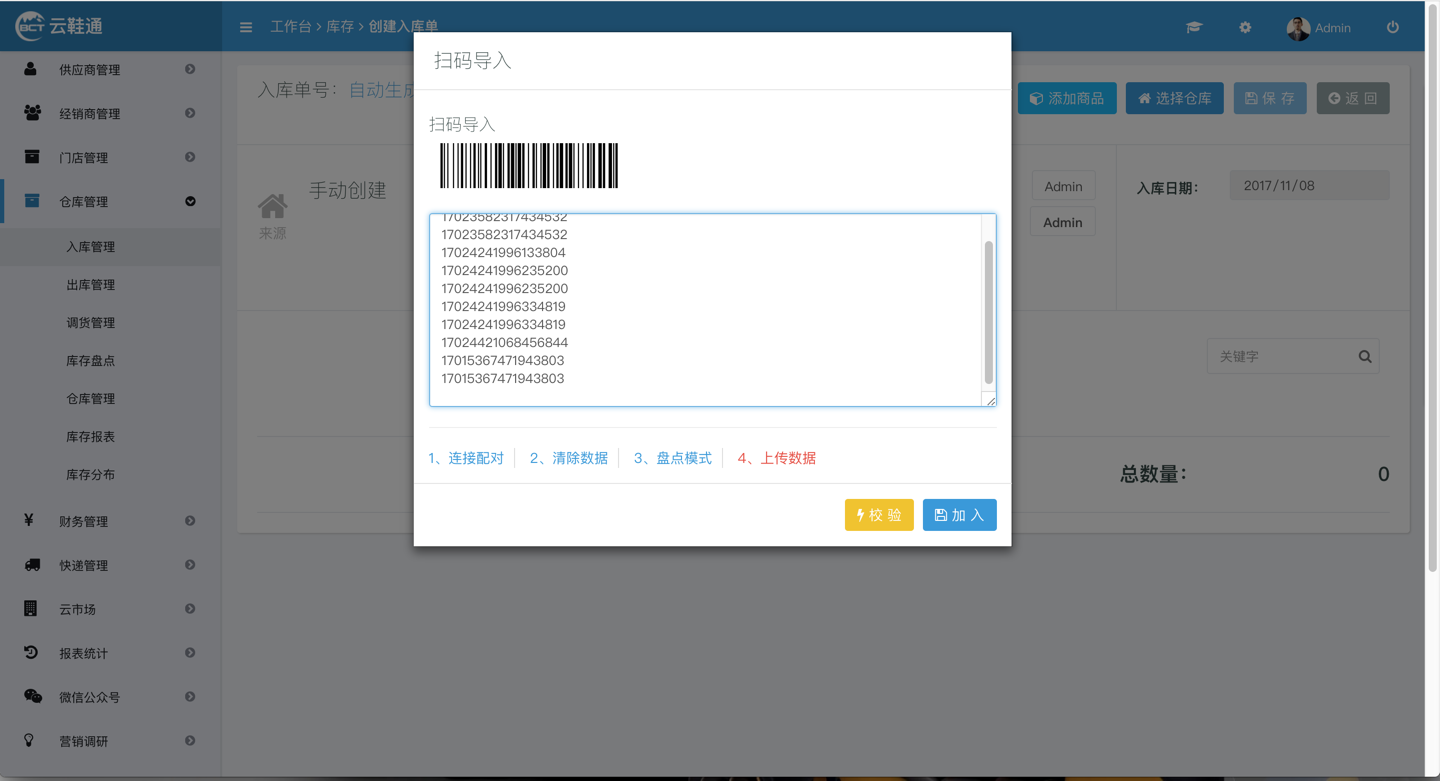 BCT 云鞋通
工作台 > 库存 > 创建入库单
Admin
供应商管理
经销商管理
门店管理
仓库管理
入库管理
出库管理
调货管理
库存盘点
仓库管理
库存报表
库存分布
¥ 财务管理
快递管理
云市场
报表统计
微信公众号
营销调研
入库单号: 自动生成
添加商品
选择仓库
保 存
返 回
手动创建
来源
Admin
Admin
入库日期:
2017/11/08
关键字
总数量:
0
扫码导入
扫码导入
17023582317434532
17023582317434532
17024241996133804
17024241996235200
17024241996235200
17024241996334819
17024241996334819
17024421068456844
17015367471943803
17015367471943803
1、连接配对
2、清除数据
3、盘点模式
4、上传数据
校 验
加 入